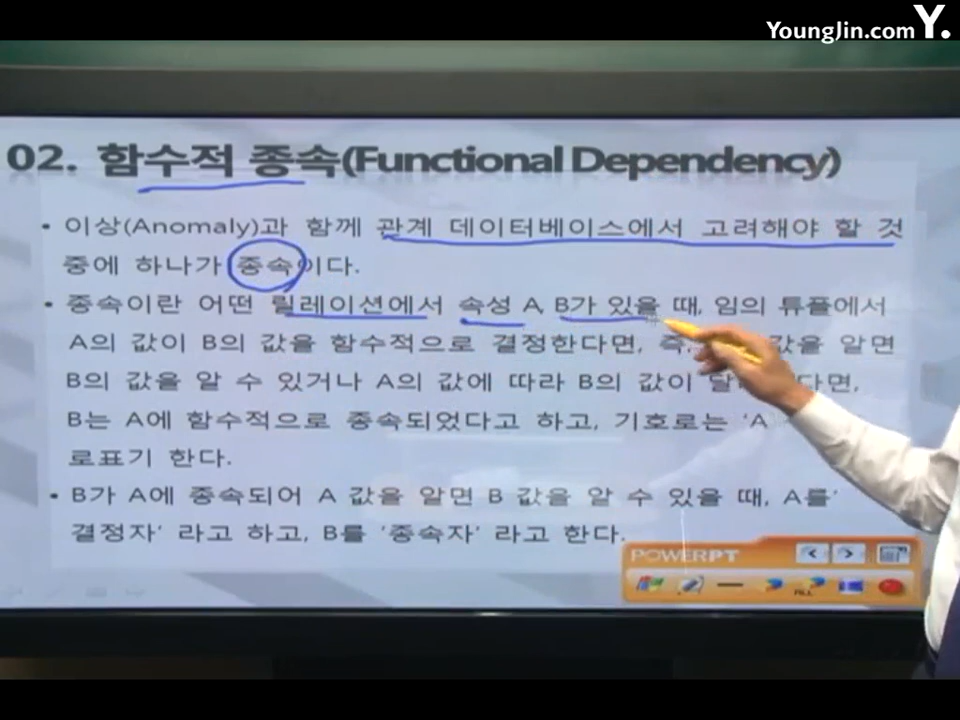 YoungJin.com Y.
02. 함수적 종속(Functional Dependency)
• 이상(Anomaly)과 함께 관계 데이터베이스에서 고려해야 할 것
중에 하나가 종속이다.
• 종속이란 어떤 릴레이션에서 속성 A, B가 있을 때, 임의 튜플에서
A의 값이 B의 값을 함수적으로 결정한다면, 즉, 값을 알면
B의 값을 알 수 있거나 A의 값에 따라 B의 값이 다면,
B는 A에 함수적으로 종속되었다고 하고, 기호로는 'A
로표기 한다.
• B가 A에 종속되어 A 값을 알면 B 값을 알 수 있을 때, A를'
결정자' 라고 하고, B를 '종속자' 라고 한다.
POWERPT